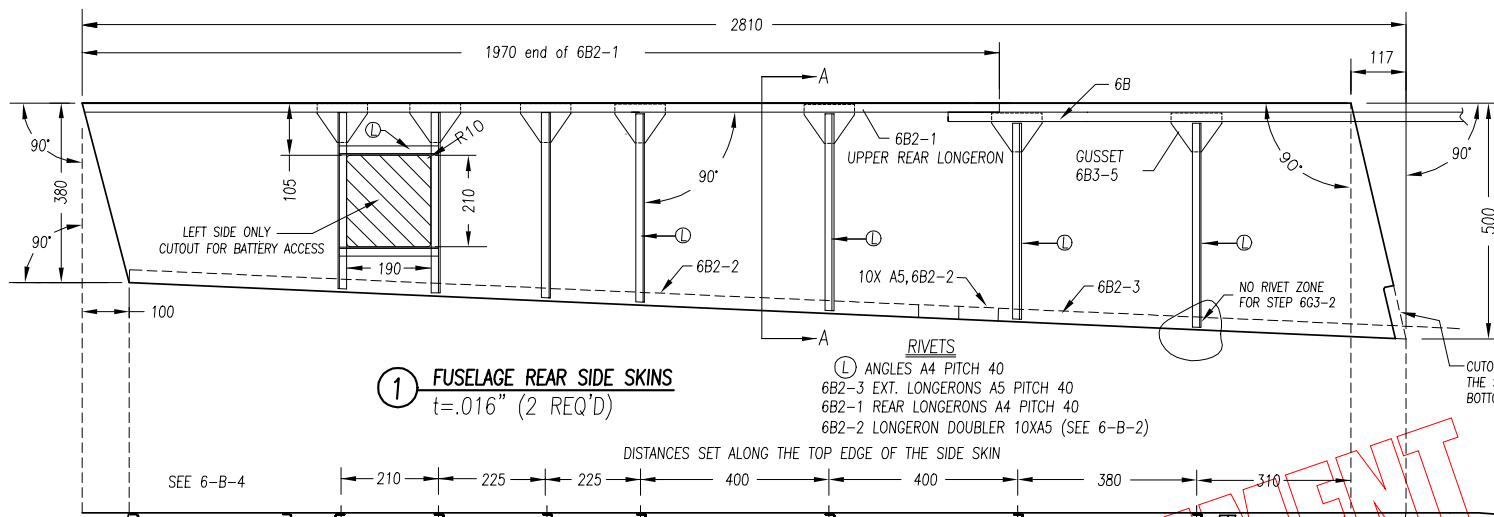 2810
1970 end of 6B2-1
117
A
6B
6B2-1
UPPER REAR LONGERON
GUSSET
6B3-5
L
R10
90°
90°
90°
90°
90°
380
105
210
500
LEFT SIDE ONLY
CUTOUT FOR BATTERY ACCESS
190
L
L
L
L
6B2-2
10X A5,6B2-2
6B2-3
NO RIVET ZONE
FOR STEP 6G3-2
100
A
1
FUSELAGE REAR SIDE SKINS
t=.016" (2 REQ'D)
RIVETS
L ANGLES A4 PITCH 40
6B2-3 EXT. LONGERONS A5 PITCH 40
6B2-1 REAR LONGERONS A4 PITCH 40
6B2-2 LONGERON DOUBLER 10XA5 (SEE 6-B-2)
DISTANCES SET ALONG THE TOP EDGE OF THE SIDE SKIN
SEE 6-B-4
210
225
225
400
400
380
310